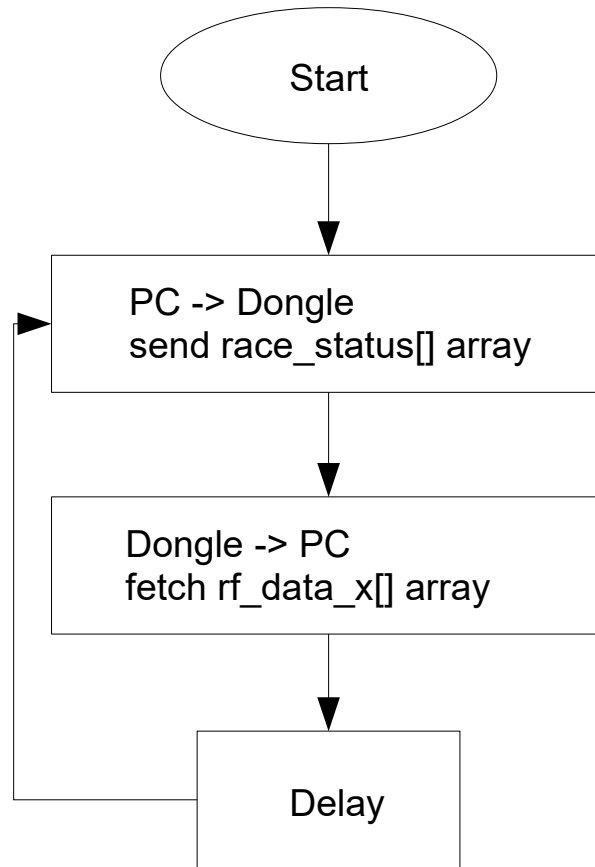 Start
PC -> Dongle
send race_status[] array
Dongle -> PC
fetch rf_data_x[] array
Delay